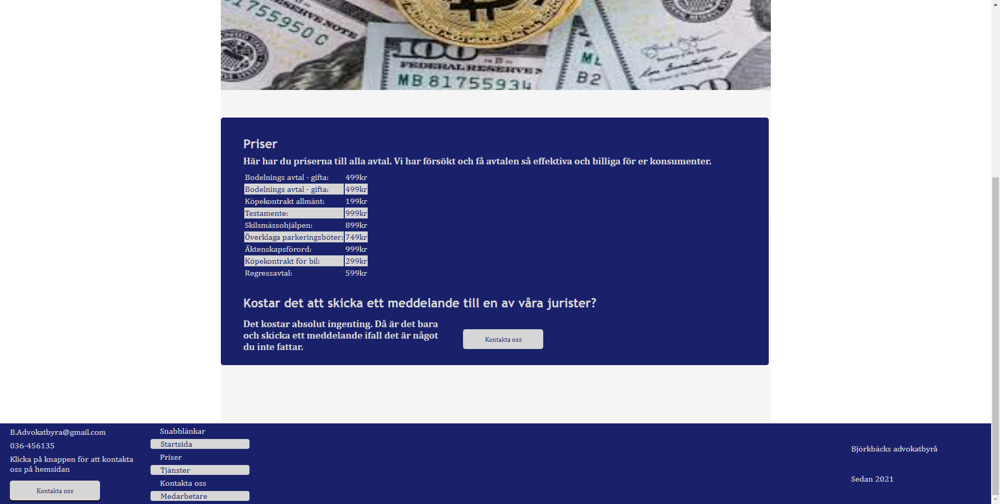 RESERVE NOTE
1755950 C
100
FEDERAL RESERVE N
MB 81755934
B2
Priser
Här har du priserna till alla avtal. Vi har försökt och få avtalen så effektiva och billiga för er konsumenter.
Bodelnings avtal - gifta: 499kr
Bodelnings avtal - gifta: 499kr
Köpekontrakt allmänt: 199kr
Testamente: 999kr
Skilsmässohjälpen: 899kr
Överklaga parkeringsböter: 749kr
Äktenskapsförord: 999kr
Köpekontrakt för bil: 299kr
Regressavtal: 599kr
Kostar det att skicka ett meddelande till en av våra jurister?
Det kostar absolut ingenting. Då är det bara
och skicka ett meddelande ifall det är något
du inte fattar.
Kontakta oss
B.Advokatbyra@gmail.com
036-456135
Klicka på knappen för att kontakta
oss på hemsidan
Kontakta oss
Snabblänkar
Startsida
Priser
Tjänster
Kontakta oss
Medarbetare
Björkbäcks advokatbyrå
Sedan 2021